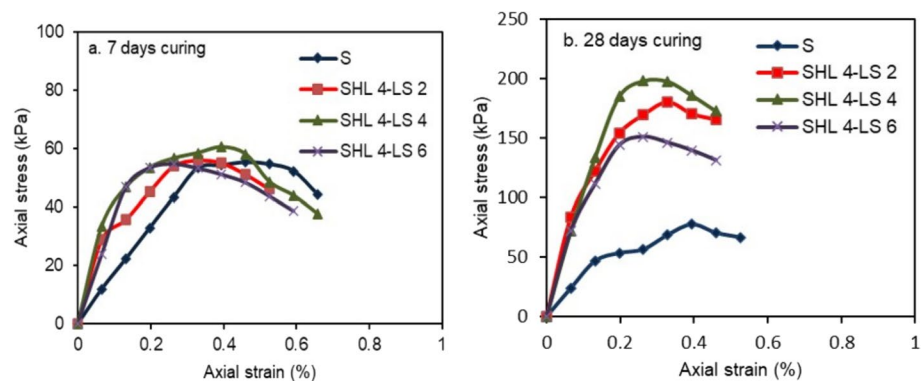 a. 7 days curing
S
SHL 4-LS 2
SHL 4-LS 4
SHL 4-LS 6
Axial stress (kPa)
100
80
60
40
20
0
0
0.2
0.4
0.6
0.8
1
Axial strain (%)
b. 28 days curing
S
SHL 4-LS 2
SHL 4-LS 4
SHL 4-LS 6
Axial stress (kPa)
250
200
150
100
50
0
0
0.2
0.4
0.6
0.8
1
Axial strain (%)